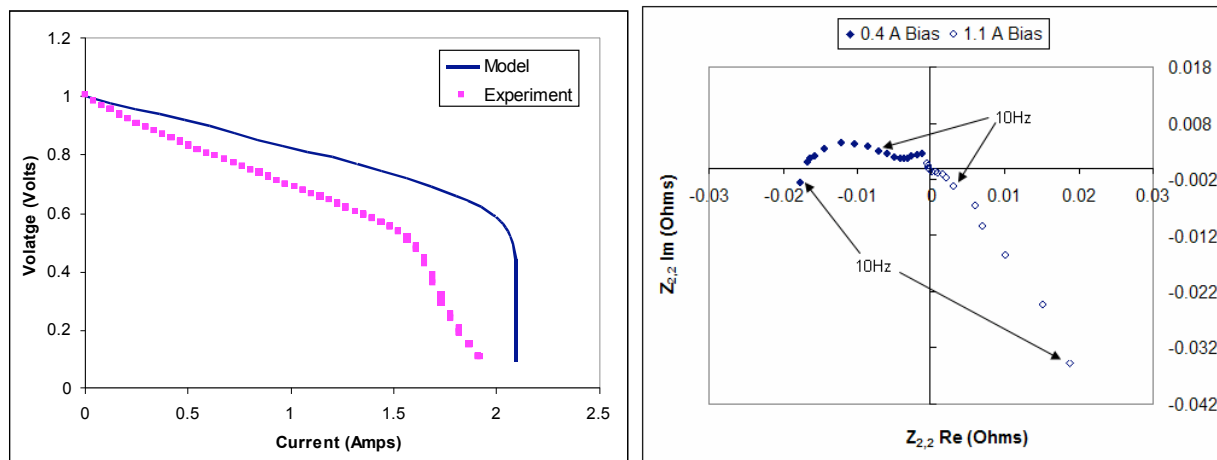 1.2
1
0.8
0.6
0.4
0.2
0
0 0.5 1 1.5 2 2.5
Volatge (Volts)
Current (Amps)
Model
Experiment
0.4 A Bias 1.1 A Bias
0.018
0.008
-0.002
-0.012
-0.022
-0.032
-0.042
-0.03 -0.02 -0.01 0 0.01 0.02 0.03
10Hz
10Hz
Z2,2 Im (Ohms)
Z2,2 Re (Ohms)